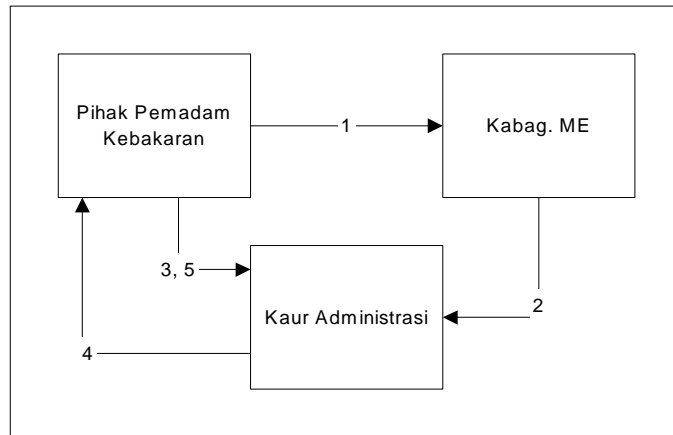 Pihak Pemadam
Kebakaran
1
Kabag. ME
3, 5
Kaur Administrasi
2
4